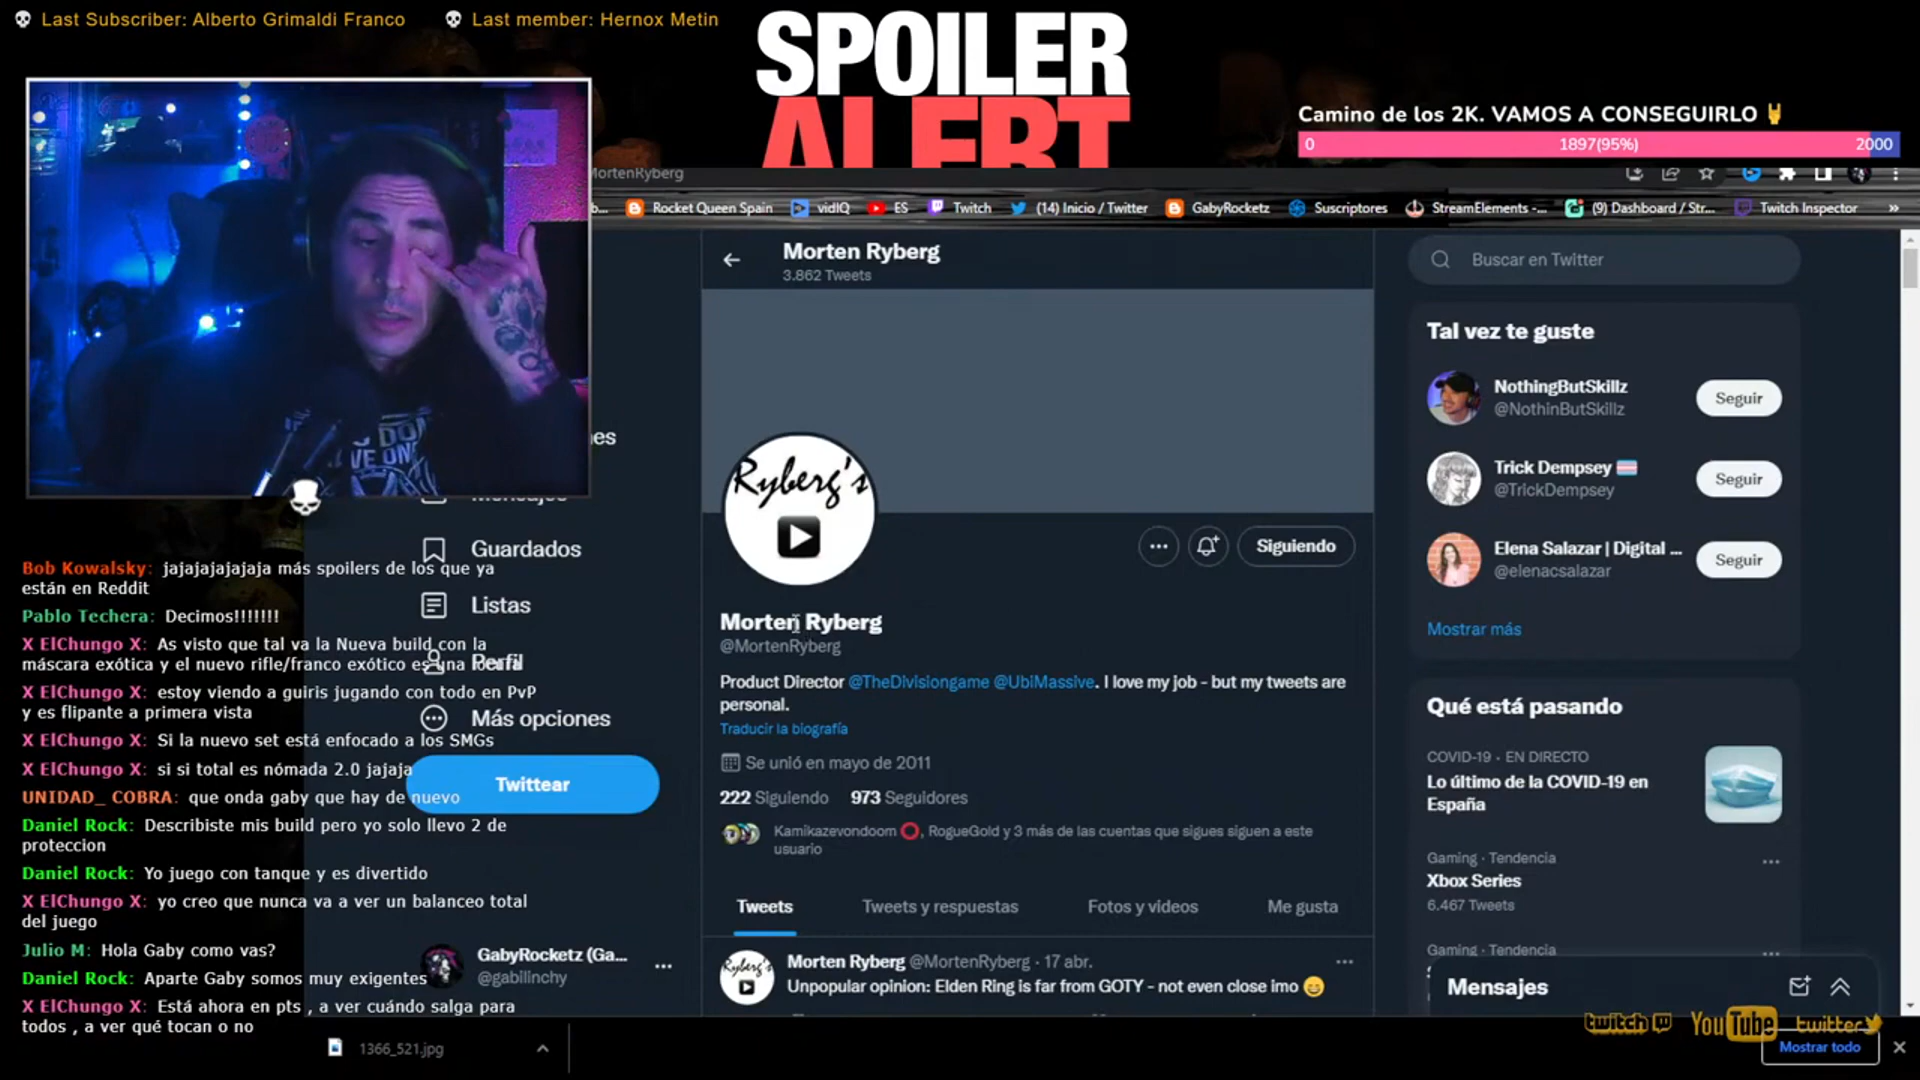 Last Subscriber: Alberto Grimaldi Franco
Last member: Hernox Metin
SPOILER
ALERT
Camino de los 2K. VAMOS A CONSEGUIRLO
0 1897(95%) 2000
MortenRyberg
b... Rocket Queen Spain vidIQ ES Twitch (14) Inicio / Twitter GabyRocketz Suscriptores StreamElements -... (9) Dashboard / Str... Twitch Inspector »
Morten Ryberg
3.862 Tweets
Ryberg's
Siguiendo
Morten Ryberg
@MortenRyberg
Product Director @TheDivisiongame @UbiMassive. I love my job - but my tweets are
personal.
Traducir la biografía
Se unió en mayo de 2011
222 Siguiendo 973 Seguidores
Kamikazevondoom ⭕, RogueGold y 3 más de las cuentas que sigues siguen a este
usuario
Tweets Tweets y respuestas Fotos y videos Me gusta
Ryberg's
Morten Ryberg @MortenRyberg · 17 abr.
Unpopular opinion: Elden Ring is far from GOTY - not even close imo 😄
Buscar en Twitter
Tal vez te guste
NothingButSkillz
@NothinButSkillz
Seguir
Trick Dempsey
@TrickDempsey
Seguir
Elena Salazar | Digital ...
@elenacsalazar
Seguir
Mostrar más
Qué está pasando
COVID-19 · EN DIRECTO
Lo último de la COVID-19 en
España
Gaming · Tendencia
Xbox Series
6.467 Tweets
Gaming · Tendencia
Mensajes
Mensajes
Guardados
Listas
Perfil
Más opciones
Twittear
GabyRocketz (Ga...
@gabilinchy
Bob Kowalsky: jajajajajajaja más spoilers de los que ya
están en Reddit
Pablo Techera: Decimos!!!!!!!
X ElChungo X: As visto que tal va la Nueva build con la
máscara exótica y el nuevo rifle/franco exótico es una
X ElChungo X: estoy viendo a guiris jugando con todo en PvP
y es flipante a primera vista
X ElChungo X: Si la nuevo set está enfocado a los SMGs
X ElChungo X: si si total es nómada 2.0 jajaja
UNIDAD_ COBRA: que onda gaby que hay de nuevo
Daniel Rock: Describiste mis build pero yo solo llevo 2 de
proteccion
Daniel Rock: Yo juego con tanque y es divertido
X ElChungo X: yo creo que nunca va a ver un balanceo total
del juego
Julio M: Hola Gaby como vas?
Daniel Rock: Aparte Gaby somos muy exigentes
X ElChungo X: Está ahora en pts , a ver cuándo salga para
todos , a ver qué tocan o no
1366_521.jpg
twitch YouTube twitter
Mostrar todo